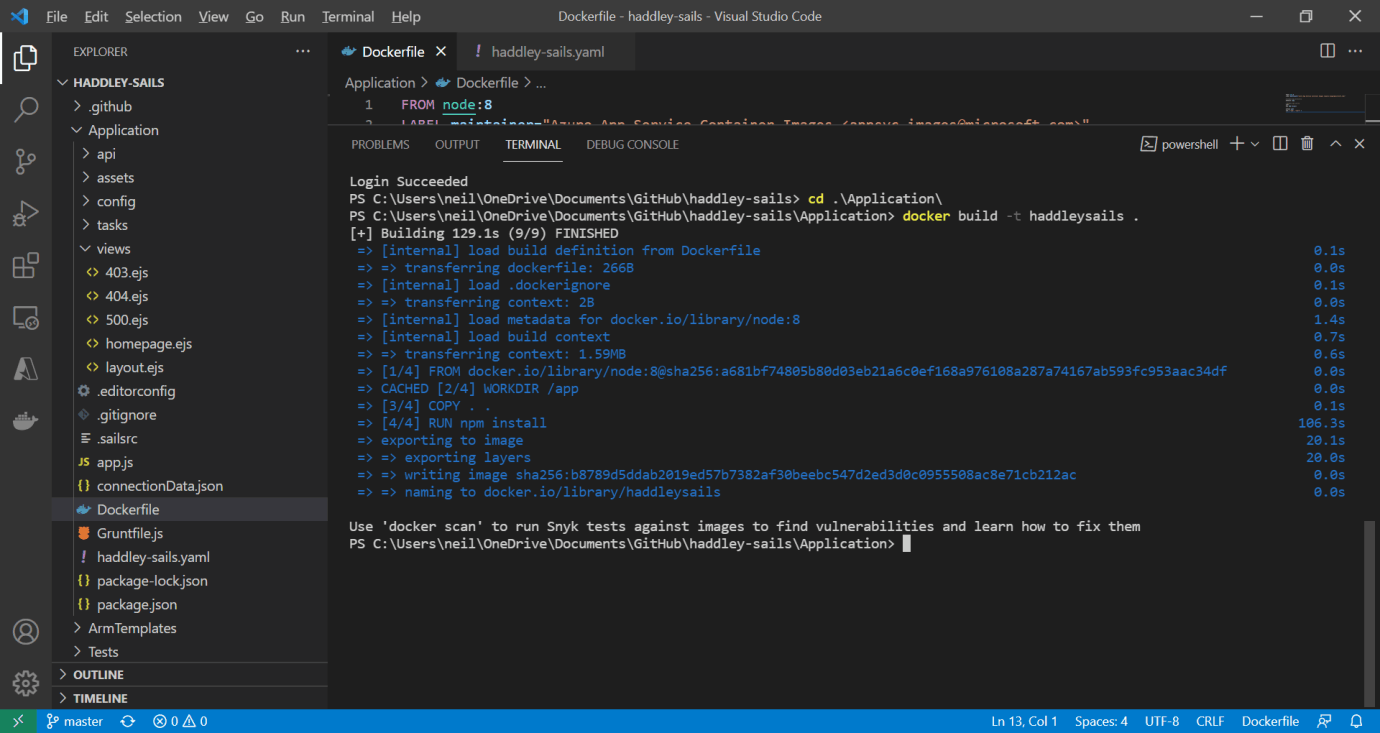 File Edit Selection View Go Run Terminal Help Dockerfile - haddley-sails - Visual Studio Code
EXPLORER
HADDLEY-SAILS
.github
Application
api
assets
config
tasks
views
403.ejs
404.ejs
500.ejs
homepage.ejs
layout.ejs
.editorconfig
.gitignore
.sailsrc
JS app.js
{} connectionData.json
Dockerfile
Gruntfile.js
! haddley-sails.yaml
{} package-lock.json
{} package.json
ArmTemplates
Tests
OUTLINE
TIMELINE
Dockerfile ! haddley-sails.yaml
Application > Dockerfile > ...
1 FROM node:8
2 LABEL maintainer="Azure App Service Container Images <appsvc-images@microsoft.com>"
PROBLEMS OUTPUT TERMINAL DEBUG CONSOLE powershell
Login Succeeded
PS C:\Users\neil\OneDrive\Documents\GitHub\haddley-sails> cd .\Application\
PS C:\Users\neil\OneDrive\Documents\GitHub\haddley-sails\Application> docker build -t haddleysails .
[+] Building 129.1s (9/9) FINISHED
=> [internal] load build definition from Dockerfile 0.1s
=> => transferring dockerfile: 266B 0.0s
=> [internal] load .dockerignore 0.1s
=> => transferring context: 2B 0.0s
=> [internal] load metadata for docker.io/library/node:8 1.4s
=> [internal] load build context 0.7s
=> => transferring context: 1.59MB 0.6s
=> [1/4] FROM docker.io/library/node:8@sha256:a681bf74805b80d03eb21a6c0ef168a976108a287a74167ab593fc953aac34df 0.0s
=> CACHED [2/4] WORKDIR /app 0.0s
=> [3/4] COPY . . 0.1s
=> [4/4] RUN npm install 106.3s
=> exporting to image 20.1s
=> => exporting layers 20.0s
=> => writing image sha256:b8789d5ddab2019ed57b7382af30beebc547d2ed3d0c0955508ac8e71cb212ac 0.0s
=> => naming to docker.io/library/haddleysails 0.0s
Use 'docker scan' to run Snyk tests against images to find vulnerabilities and learn how to fix them
PS C:\Users\neil\OneDrive\Documents\GitHub\haddley-sails\Application>
master 0 0 Ln 13, Col 1 Spaces: 4 UTF-8 CRLF Dockerfile